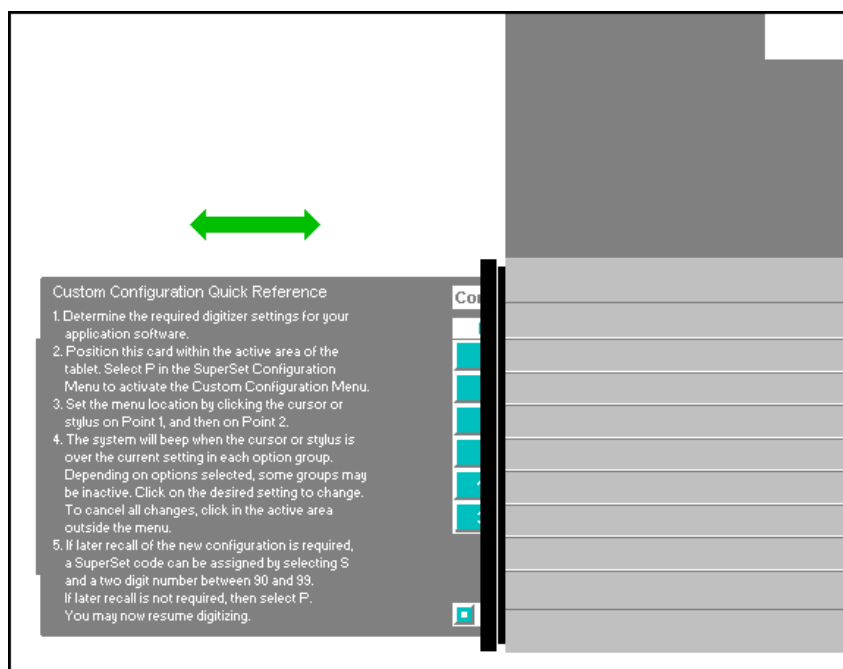 Custom Configuration Quick Reference
1. Determine the required digitizer settings for your
application software.
2. Position this card within the active area of the
tablet. Select P in the SuperSet Configuration
Menu to activate the Custom Configuration Menu.
3. Set the menu location by clicking the cursor or
stylus on Point 1, and then on Point 2.
4. The system will beep when the cursor or stylus is
over the current setting in each option group.
Depending on options selected, some groups may
be inactive. Click on the desired setting to change.
To cancel all changes, click in the active area
outside the menu.
5. If later recall of the new configuration is required,
a SuperSet code can be assigned by selecting S
and a two digit number between 90 and 99.
If later recall is not required, then select P.
You may now resume digitizing.